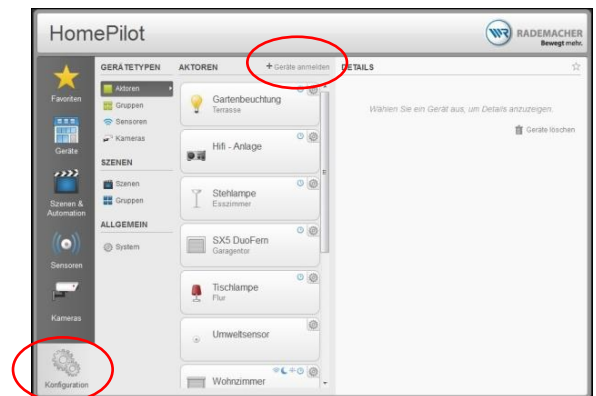 HomePilot
WR RADEMACHER
Bewegt mehr.
Favoriten
Geräte
Szenen &
Automation
Sensoren
Kameras
Konfiguration
GERÄTETYPEN
Aktoren
Gruppen
Sensoren
Kameras
SZENEN
Szenen
Gruppen
ALLGEMEIN
System
AKTOREN
+ Geräte anmelden
Gartenbeuchtung
Terrasse
Hifi - Anlage
Stehlampe
Esszimmer
SX5 DuoFern
Garagentor
Tischlampe
Flur
Umweltsensor
Wohnzimmer
DETAILS
Wählen Sie ein Gerät aus, um Details anzuzeigen.
Geräte löschen